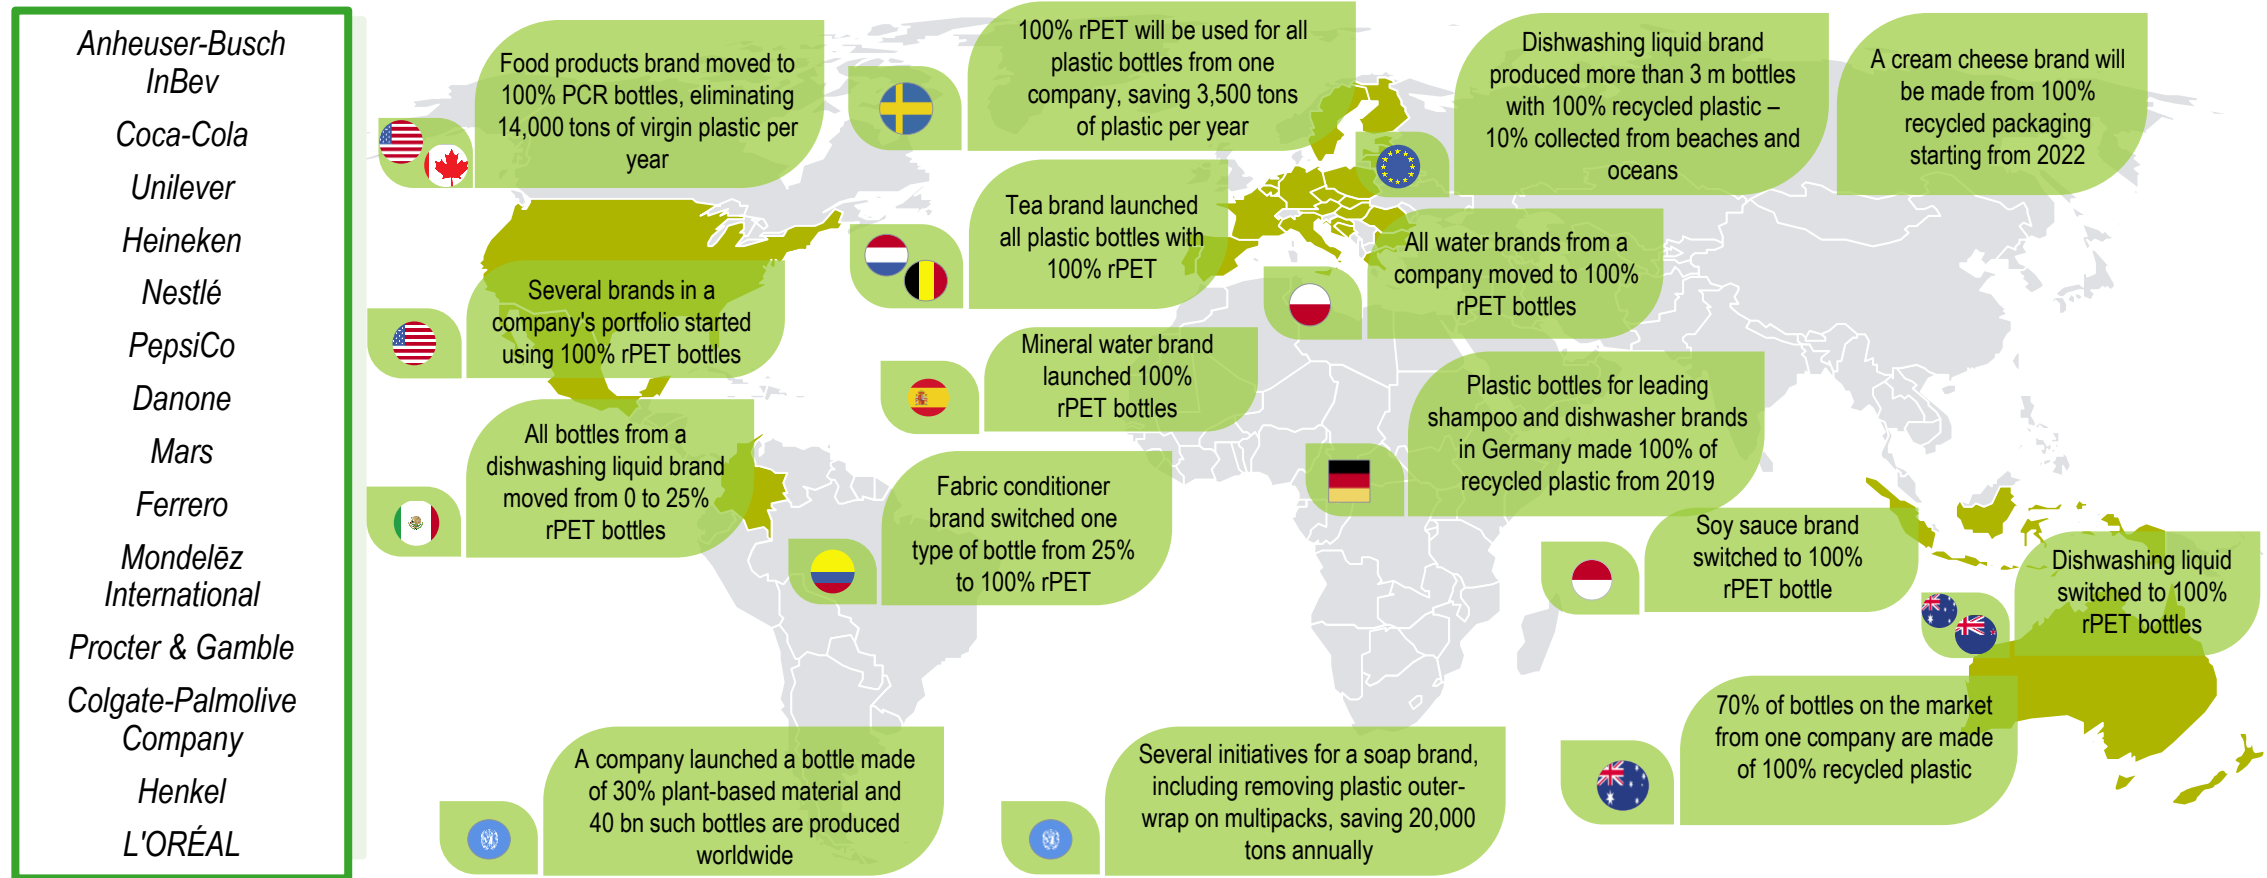 Anheuser-Busch
InBev
Coca-Cola
Unilever
Heineken
Nestlé
PepsiCo
Danone
Mars
Ferrero
Mondelēz
International
Procter & Gamble
Colgate-Palmolive
Company
Henkel
L'ORÉAL
Food products brand moved to
100% PCR bottles, eliminating
14,000 tons of virgin plastic per
year
100% rPET will be used for all
plastic bottles from one
company, saving 3,500 tons
of plastic per year
Dishwashing liquid brand
produced more than 3 m bottles
with 100% recycled plastic –
10% collected from beaches and
oceans
A cream cheese brand will
be made from 100%
recycled packaging
starting from 2022
Tea brand launched
all plastic bottles with
100% rPET
All water brands from a
company moved to 100%
rPET bottles
Several brands in a
company's portfolio started
using 100% rPET bottles
Mineral water brand
launched 100%
rPET bottles
Plastic bottles for leading
shampoo and dishwasher brands
in Germany made 100% of
recycled plastic from 2019
All bottles from a
dishwashing liquid brand
moved from 0 to 25%
rPET bottles
Fabric conditioner
brand switched one
type of bottle from 25%
to 100% rPET
Soy sauce brand
switched to 100%
rPET bottle
Dishwashing liquid
switched to 100%
rPET bottles
70% of bottles on the market
from one company are made
of 100% recycled plastic
A company launched a bottle made
of 30% plant-based material and
40 bn such bottles are produced
worldwide
Several initiatives for a soap brand,
including removing plastic outer-
wrap on multipacks, saving 20,000
tons annually